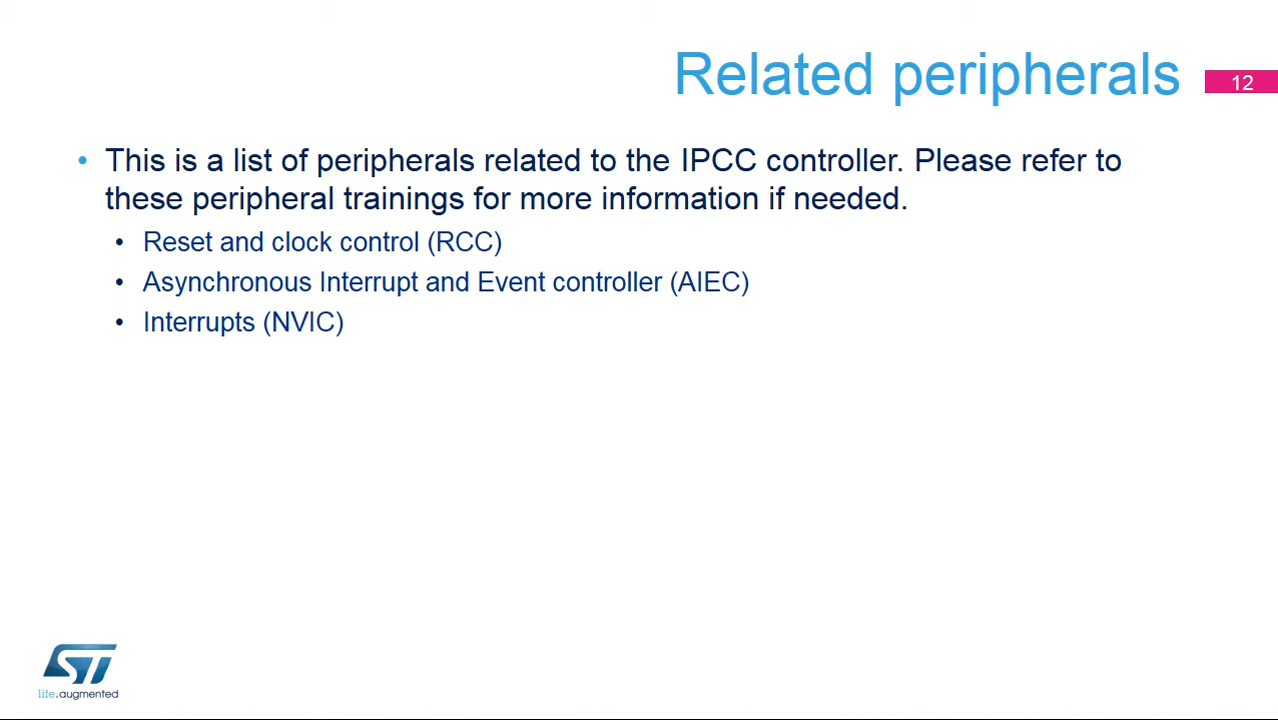 Related peripherals
12
• This is a list of peripherals related to the IPCC controller. Please refer to
these peripheral trainings for more information if needed.
• Reset and clock control (RCC)
• Asynchronous Interrupt and Event controller (AIEC)
• Interrupts (NVIC)
ST
life.augmented